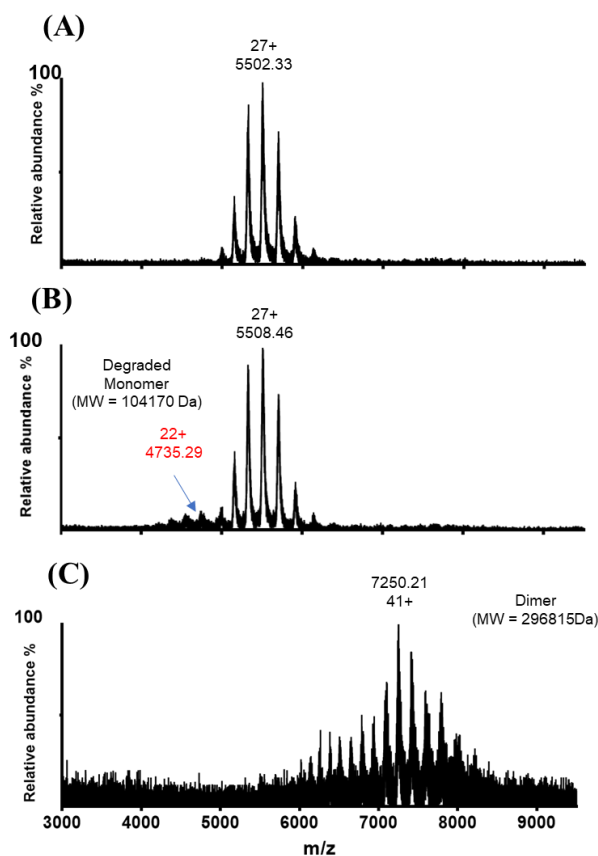 (A)
27+
5502.33
100
Relative abundance %
(B)
27+
5508.46
100
Degraded
Monomer
(MW = 104170 Da)
22+
4735.29
Relative abundance %
(C)
7250.21
41+
100
Dimer
(MW = 296815Da)
Relative abundance %
3000 4000 5000 6000 7000 8000 9000
m/z